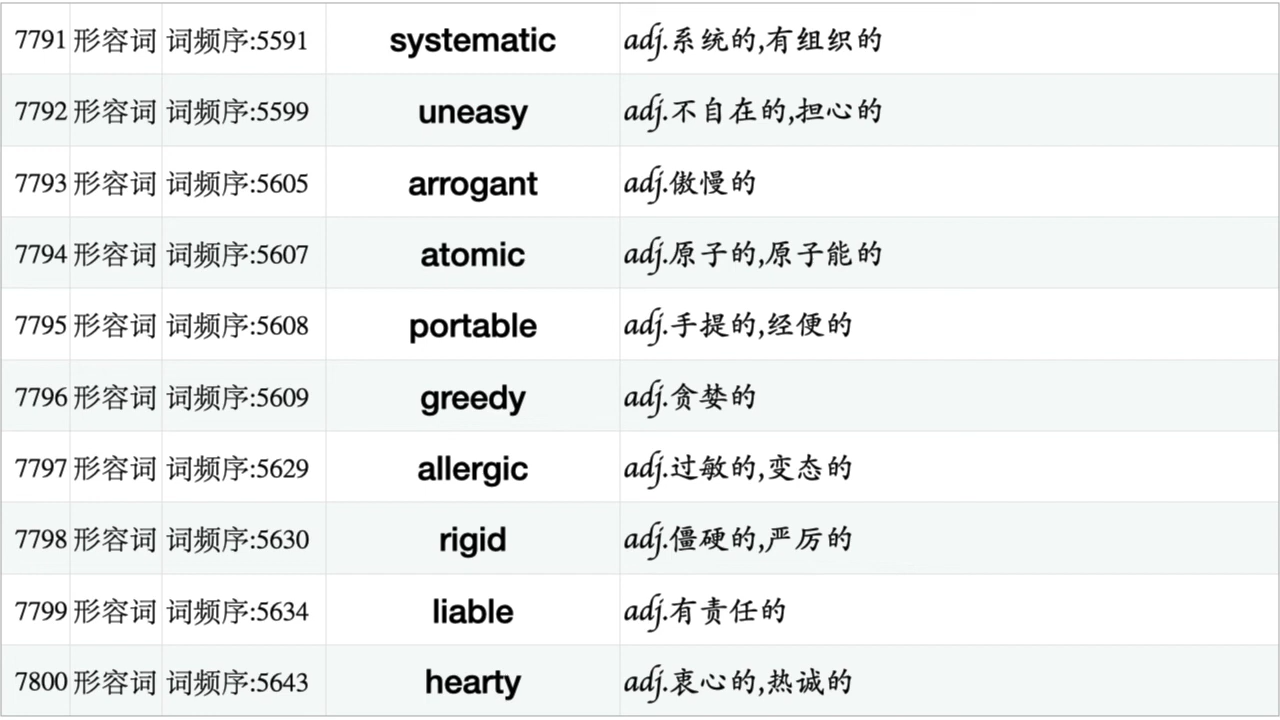 7791 形容词 词频序:5591 systematic adj.系统的,有组织的
7792 形容词 词频序:5599 uneasy adj.不自在的,担心的
7793 形容词 词频序:5605 arrogant adj.傲慢的
7794 形容词 词频序:5607 atomic adj.原子的,原子能的
7795 形容词 词频序:5608 portable adj.手提的,经便的
7796 形容词 词频序:5609 greedy adj.贪婪的
7797 形容词 词频序:5629 allergic adj.过敏的,变态的
7798 形容词 词频序:5630 rigid adj.僵硬的,严厉的
7799 形容词 词频序:5634 liable adj.有责任的
7800 形容词 词频序:5643 hearty adj.衷心的,热诚的